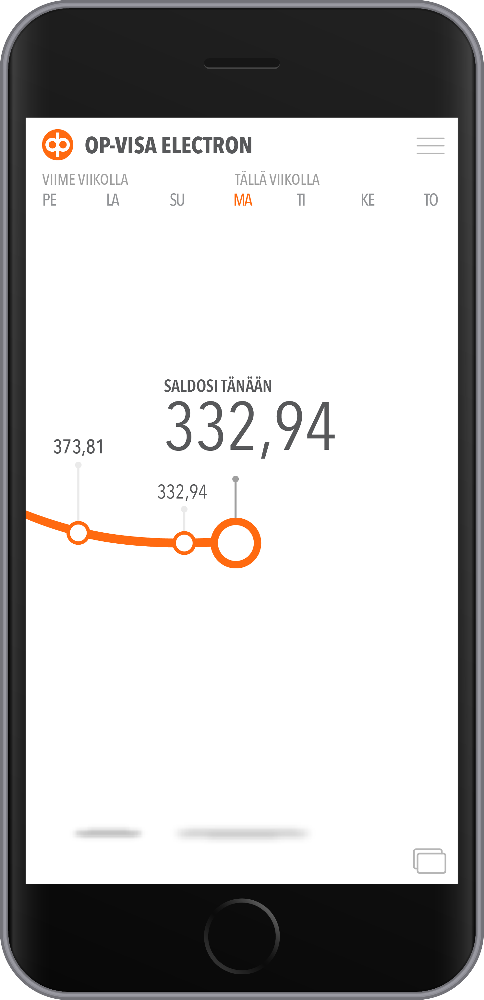 OP-VISA ELECTRON
VIIME VIIKOLLA TÄLLÄ VIIKOLLA
PE LA SU MA TI KE TO
SALDOSI TÄNÄÄN
332,94
373,81
332,94